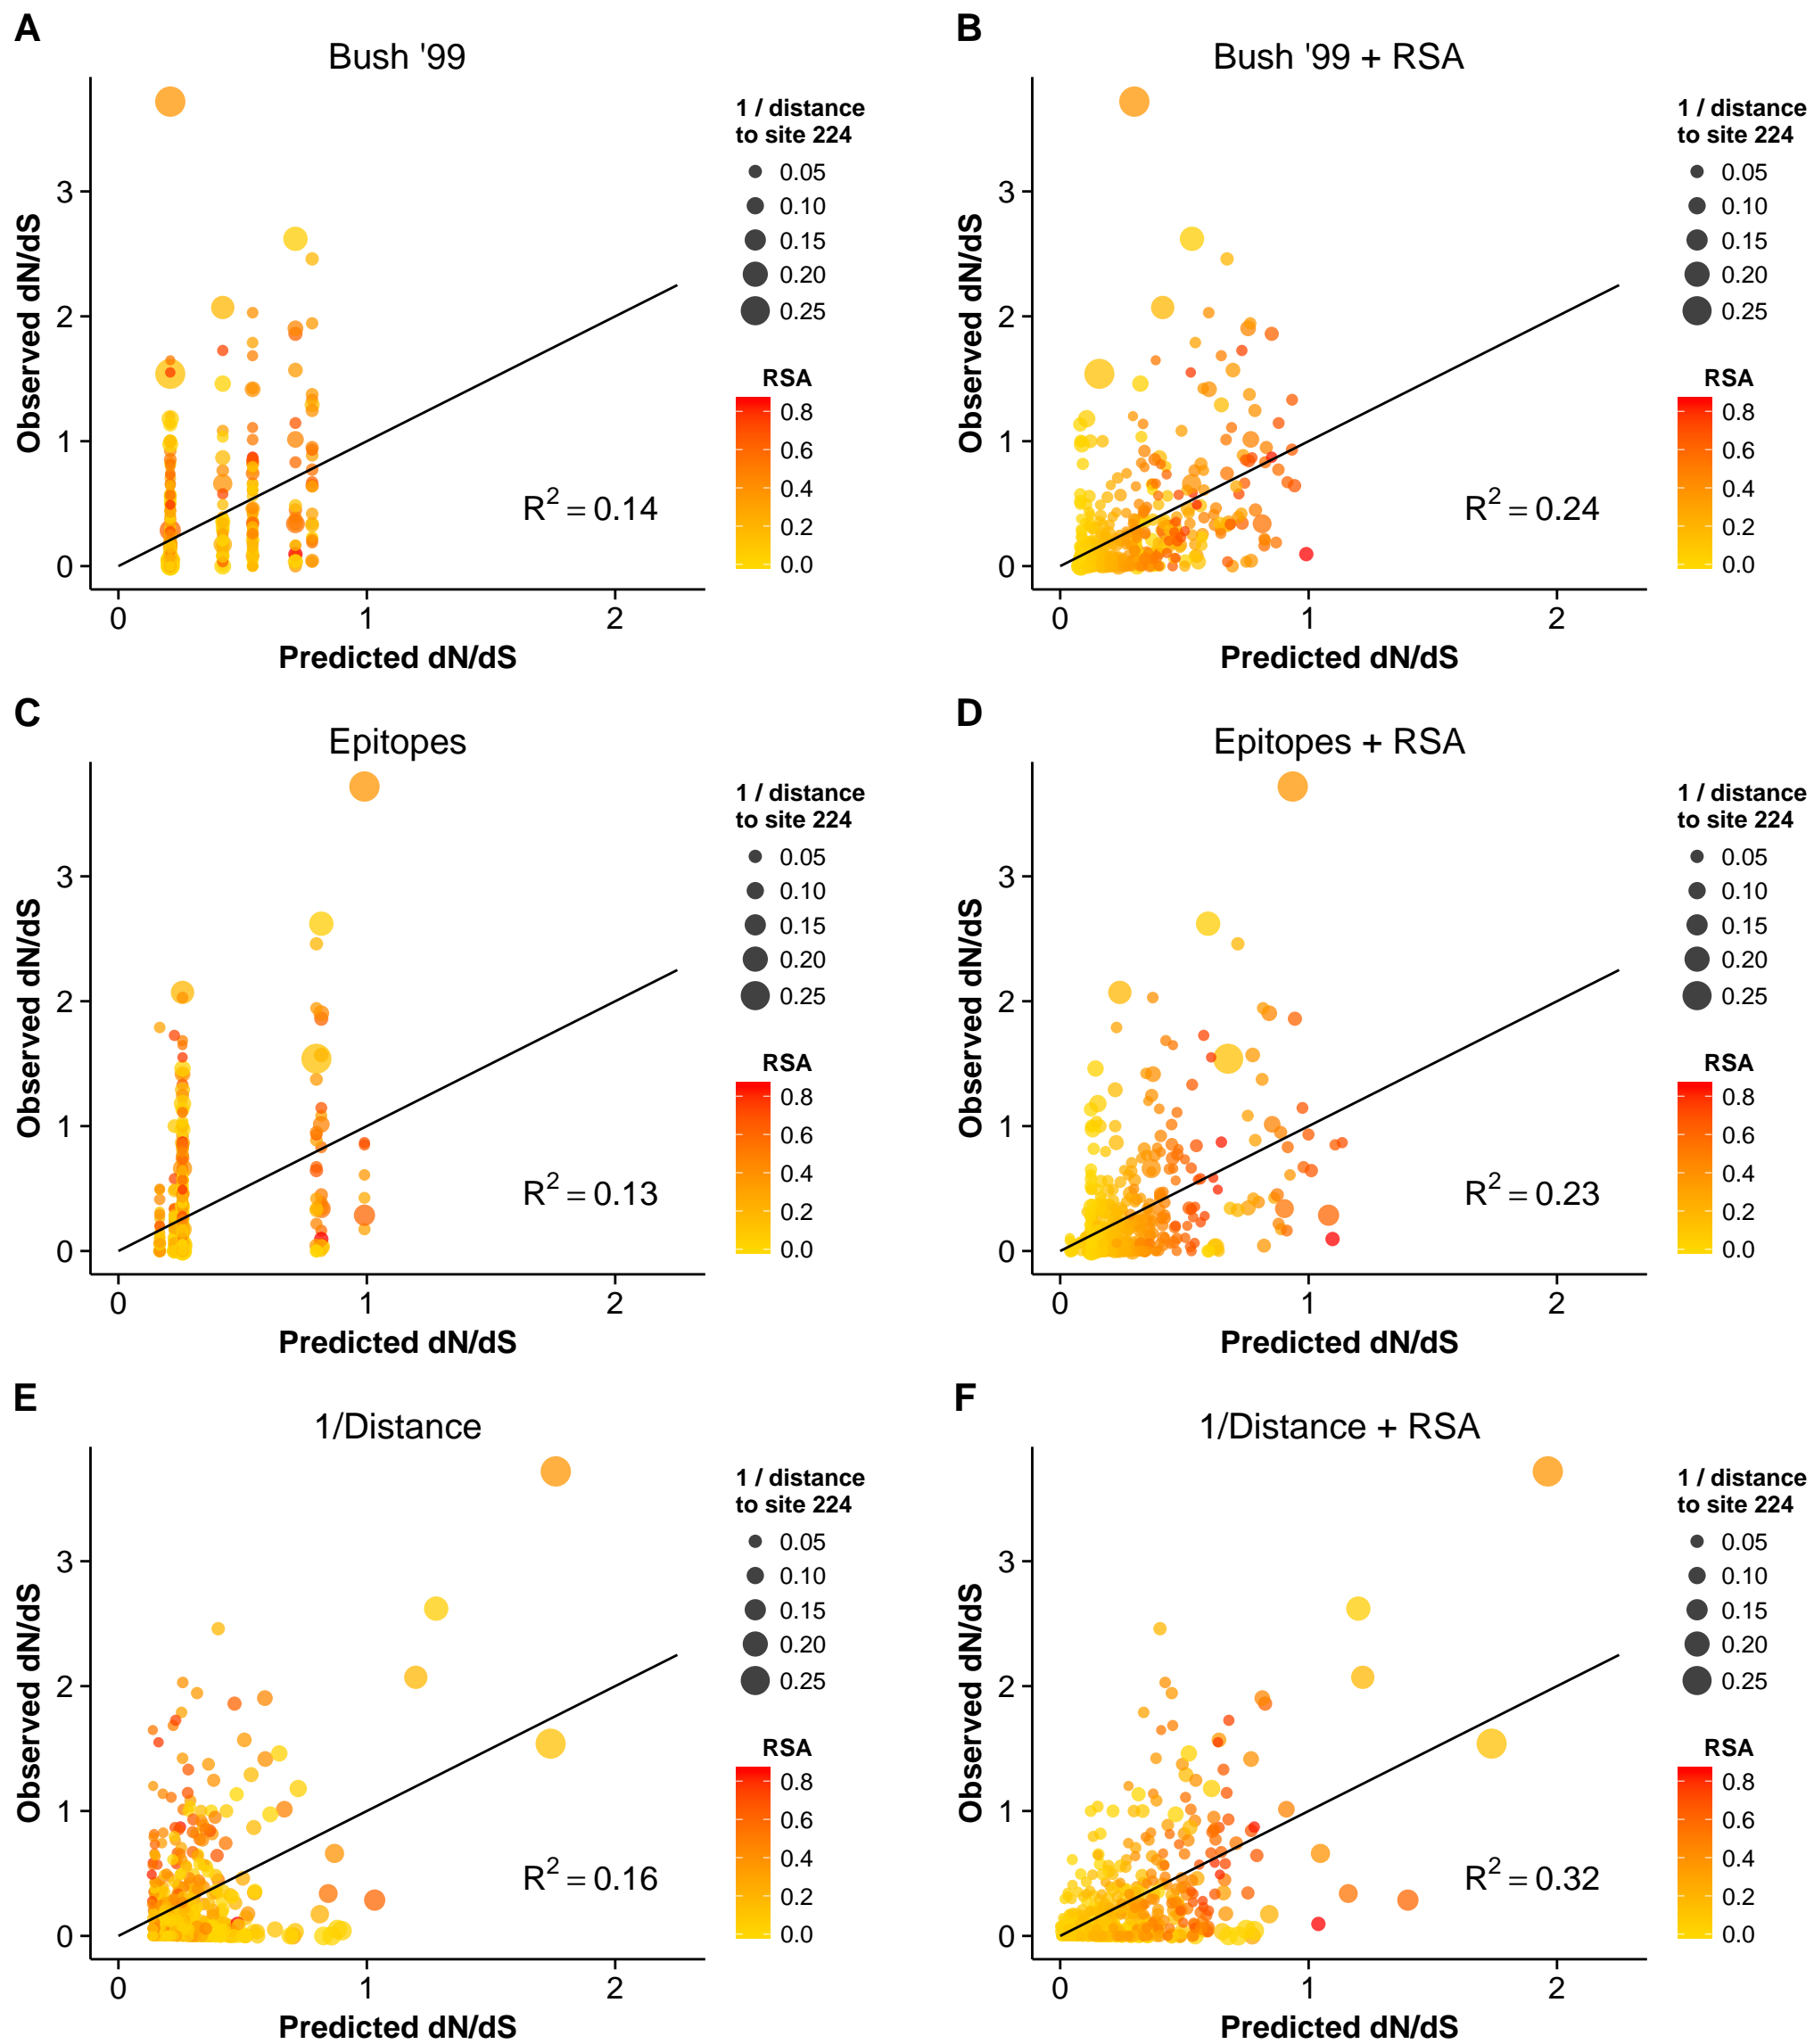 A
Bush '99
Observed dN/dS
3
2
1
0
0 1 2
Predicted dN/dS
R² = 0.14
1 / distance
to site 224
0.05
0.10
0.15
0.20
0.25
RSA
0.8
0.6
0.4
0.2
0.0
B
Bush '99 + RSA
Observed dN/dS
3
2
1
0
0 1 2
Predicted dN/dS
R² = 0.24
1 / distance
to site 224
0.05
0.10
0.15
0.20
0.25
RSA
0.8
0.6
0.4
0.2
0.0
C
Epitopes
Observed dN/dS
3
2
1
0
0 1 2
Predicted dN/dS
R² = 0.13
1 / distance
to site 224
0.05
0.10
0.15
0.20
0.25
RSA
0.8
0.6
0.4
0.2
0.0
D
Epitopes + RSA
Observed dN/dS
3
2
1
0
0 1 2
Predicted dN/dS
R² = 0.23
1 / distance
to site 224
0.05
0.10
0.15
0.20
0.25
RSA
0.8
0.6
0.4
0.2
0.0
E
1/Distance
Observed dN/dS
3
2
1
0
0 1 2
Predicted dN/dS
R² = 0.16
1 / distance
to site 224
0.05
0.10
0.15
0.20
0.25
RSA
0.8
0.6
0.4
0.2
0.0
F
1/Distance + RSA
Observed dN/dS
3
2
1
0
0 1 2
Predicted dN/dS
R² = 0.32
1 / distance
to site 224
0.05
0.10
0.15
0.20
0.25
RSA
0.8
0.6
0.4
0.2
0.0